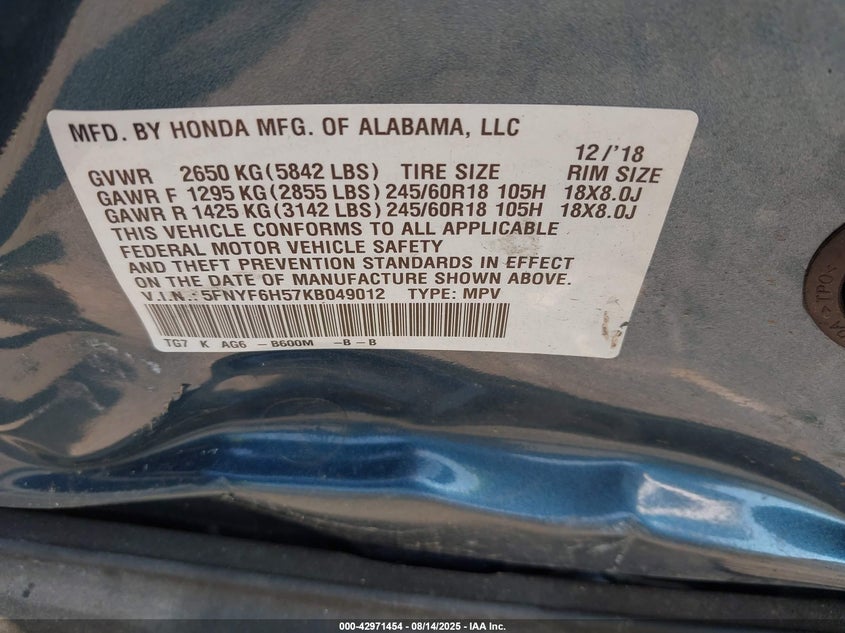 MFD. BY HONDA MFG. OF ALABAMA, LLC
12/'18
GVWR 2650 KG(5842 LBS) TIRE SIZE RIM SIZE
GAWR F 1295 KG(2855 LBS) 245/60R18 105H 18X8.0J
GAWR R 1425 KG(3142 LBS) 245/60R18 105H 18X8.0J
THIS VEHICLE CONFORMS TO ALL APPLICABLE
FEDERAL MOTOR VEHICLE SAFETY
AND THEFT PREVENTION STANDARDS IN EFFECT
ON THE DATE OF MANUFACTURE SHOWN ABOVE.
V.I.N.: 5FNYF6H57KB049012 TYPE: MPV
TG7 K AG6 -B600M -B-B
>TPO<
000-42971454 - 08/14/2025 - IAA Inc.